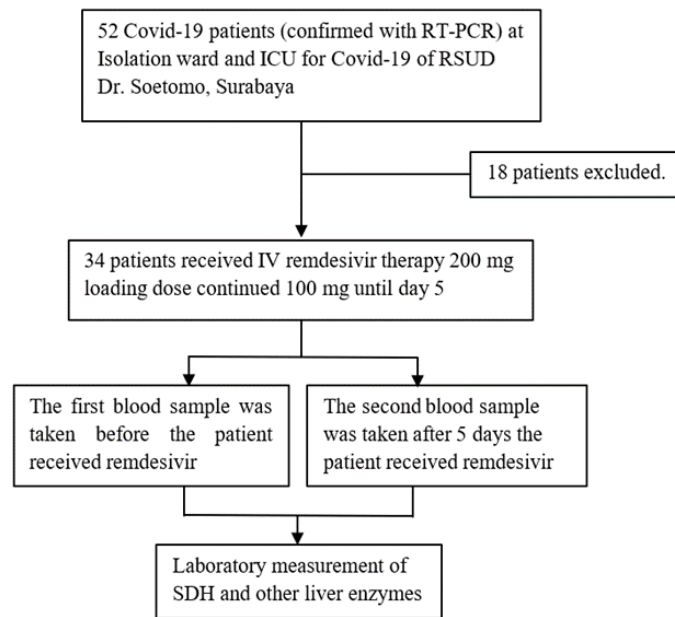 52 Covid-19 patients (confirmed with RT-PCR) at
Isolation ward and ICU for Covid-19 of RSUD
Dr. Soetomo, Surabaya
18 patients excluded.
34 patients received IV remdesivir therapy 200 mg
loading dose continued 100 mg until day 5
The first blood sample was
taken before the patient
received remdesivir
The second blood sample
was taken after 5 days the
patient received remdesivir
Laboratory measurement of
SDH and other liver enzymes